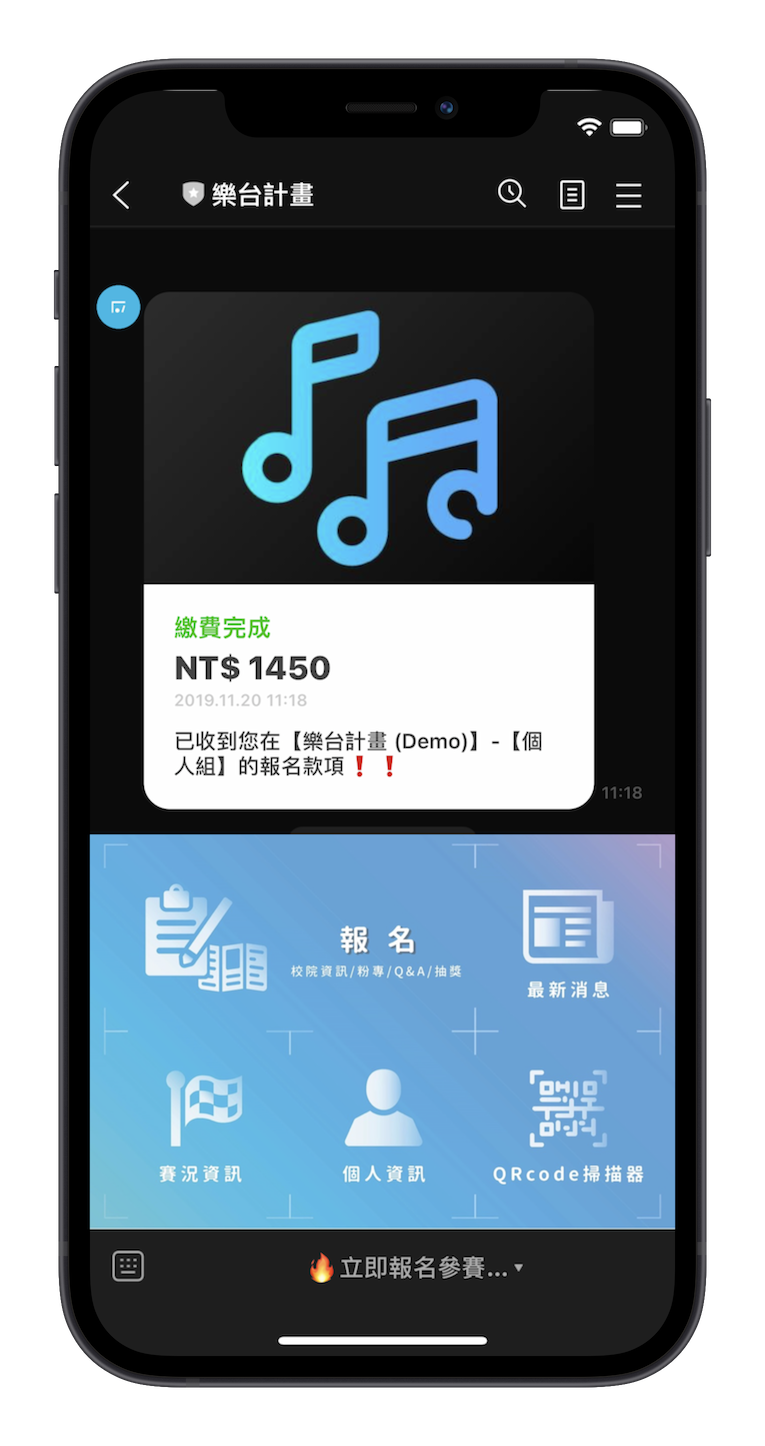 樂台計畫
繳費完成
NT$ 1450
2019.11.20 11:18
已收到您在【樂台計畫 (Demo)】-【個
人組】的報名款項❗❗
11:18
報名
校院資訊/粉專/Q&A/抽獎
最新消息
賽況資訊
個人資訊
QRcode掃描器
🔥立即報名參賽...▾